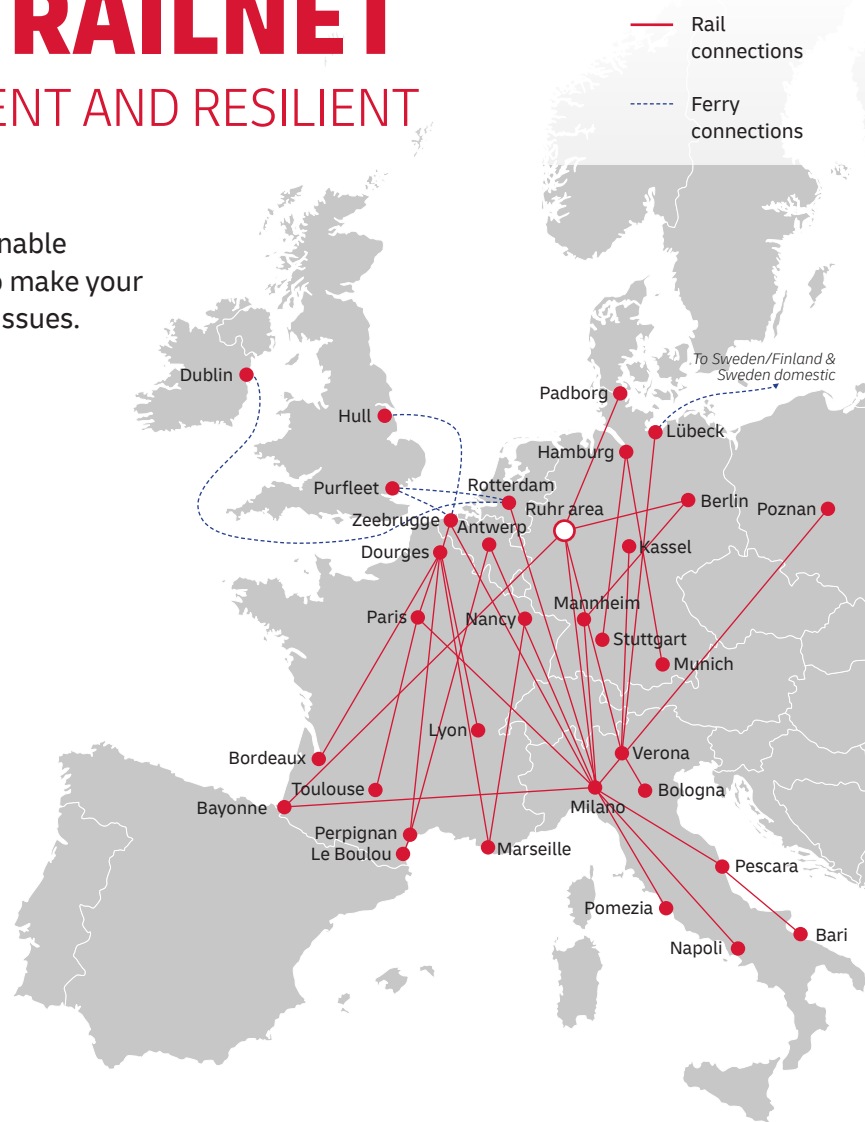 RAILNET
ENT AND RESILIENT
Rail
connections
Ferry
connections
nable
o make your
issues.
To Sweden/Finland &
Sweden domestic
Dublin
Padborg
Hull
Lübeck
Hamburg
Purfleet
Rotterdam
Ruhr area
Berlin
Poznan
Zeebrugge
Antwerp
Dourges
Kassel
Paris
Nancy
Mannheim
Stuttgart
Munich
Lyon
Verona
Bordeaux
Toulouse
Bologna
Bayonne
Milano
Perpignan
Le Boulou
Marseille
Pescara
Pomezia
Bari
Napoli